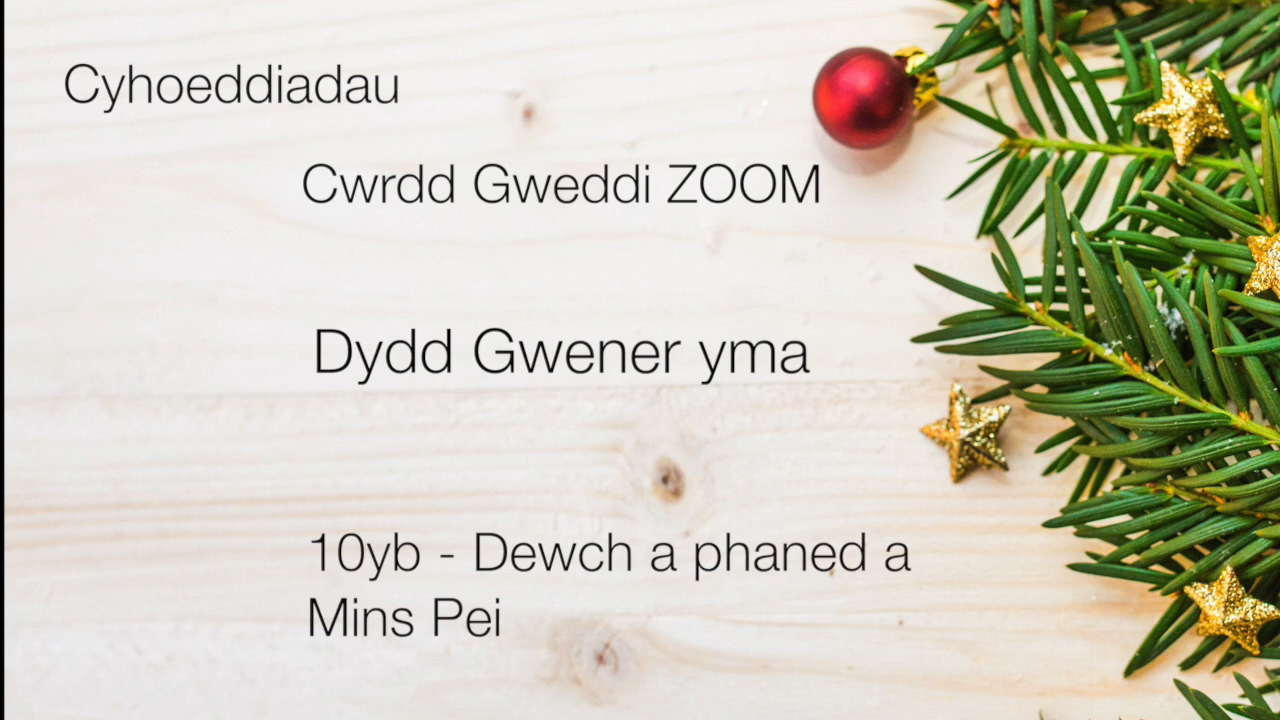 Cyhoeddiadau
Cwrdd Gweddi ZOOM
Dydd Gwener yma
10yb - Dewch a phaned a
Mins Pei